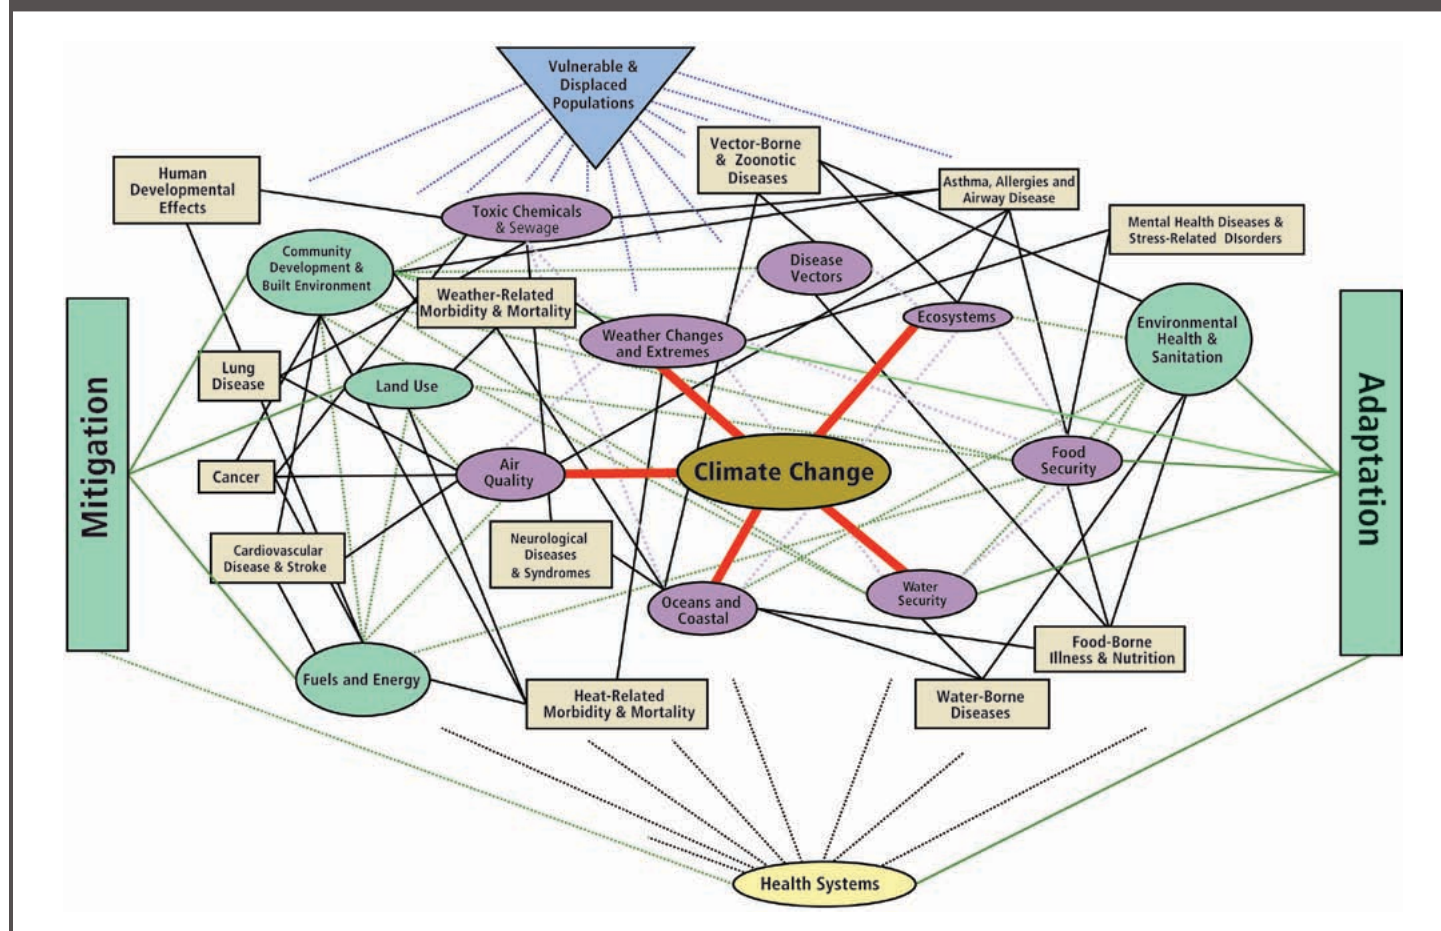 Vulnerable &
Displaced
Populations
Vector-Borne
& Zoonotic
Diseases
Human
Developmental
Effects
Asthma, Allergies and
Airway Disease
Toxic Chemicals
& Sewage
Mental Health Diseases &
Stress-Related DIsorders
Community
Development &
Built Environment
Disease
Vectors
Weather-Related
Morbidity & Mortality
Ecosystems
Environmental
Health &
Sanitation
Weather Changes
and Extremes
Lung
Disease
Land Use
Mitigation
Adaptation
Air
Quality
Climate Change
Food
Security
Cancer
Cardiovascular
Disease & Stroke
Neurological
Diseases
& Syndromes
Oceans and
Coastal
Water
Security
Food-Borne
Illness & Nutrition
Fuels and Energy
Heat-Related
Morbidity & Mortality
Water-Borne
Diseases
Health Systems